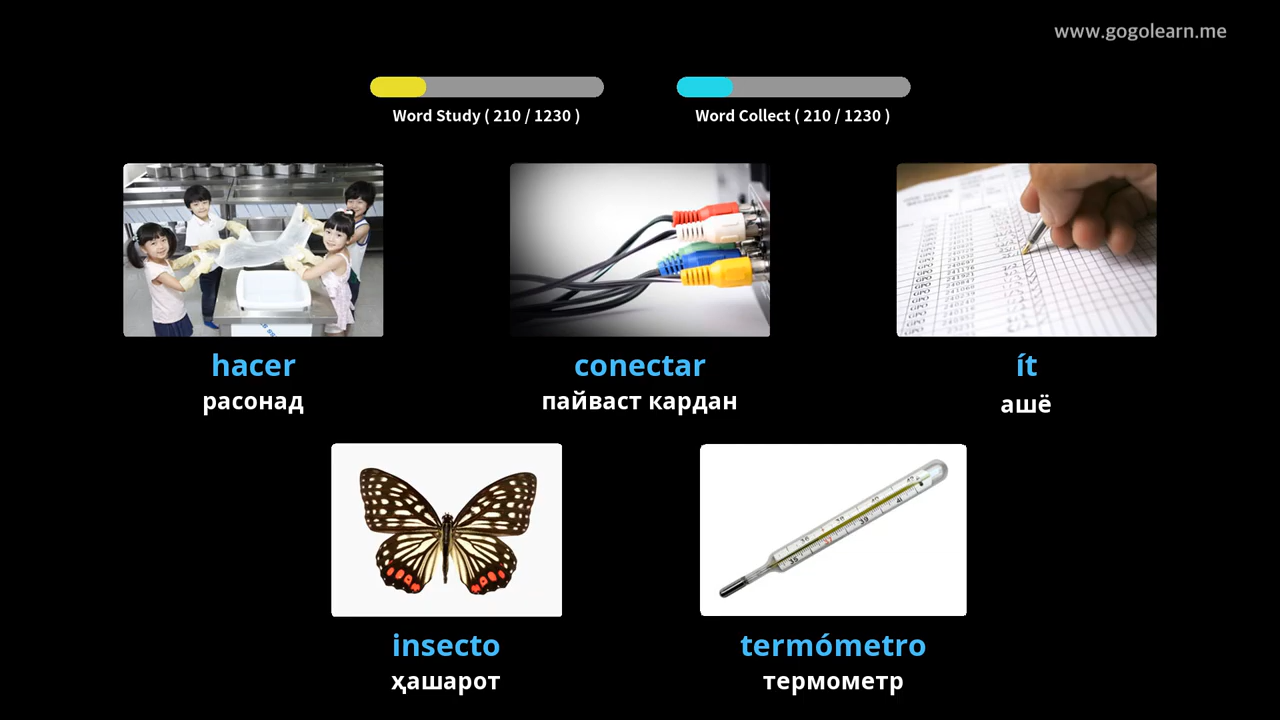 www.gogolearn.me
Word Study ( 210 / 1230 )
Word Collect ( 210 / 1230 )
hacer
расонад
conectar
пайваст кардан
ít
ашё
insecto
ҳашарот
termómetro
термометр